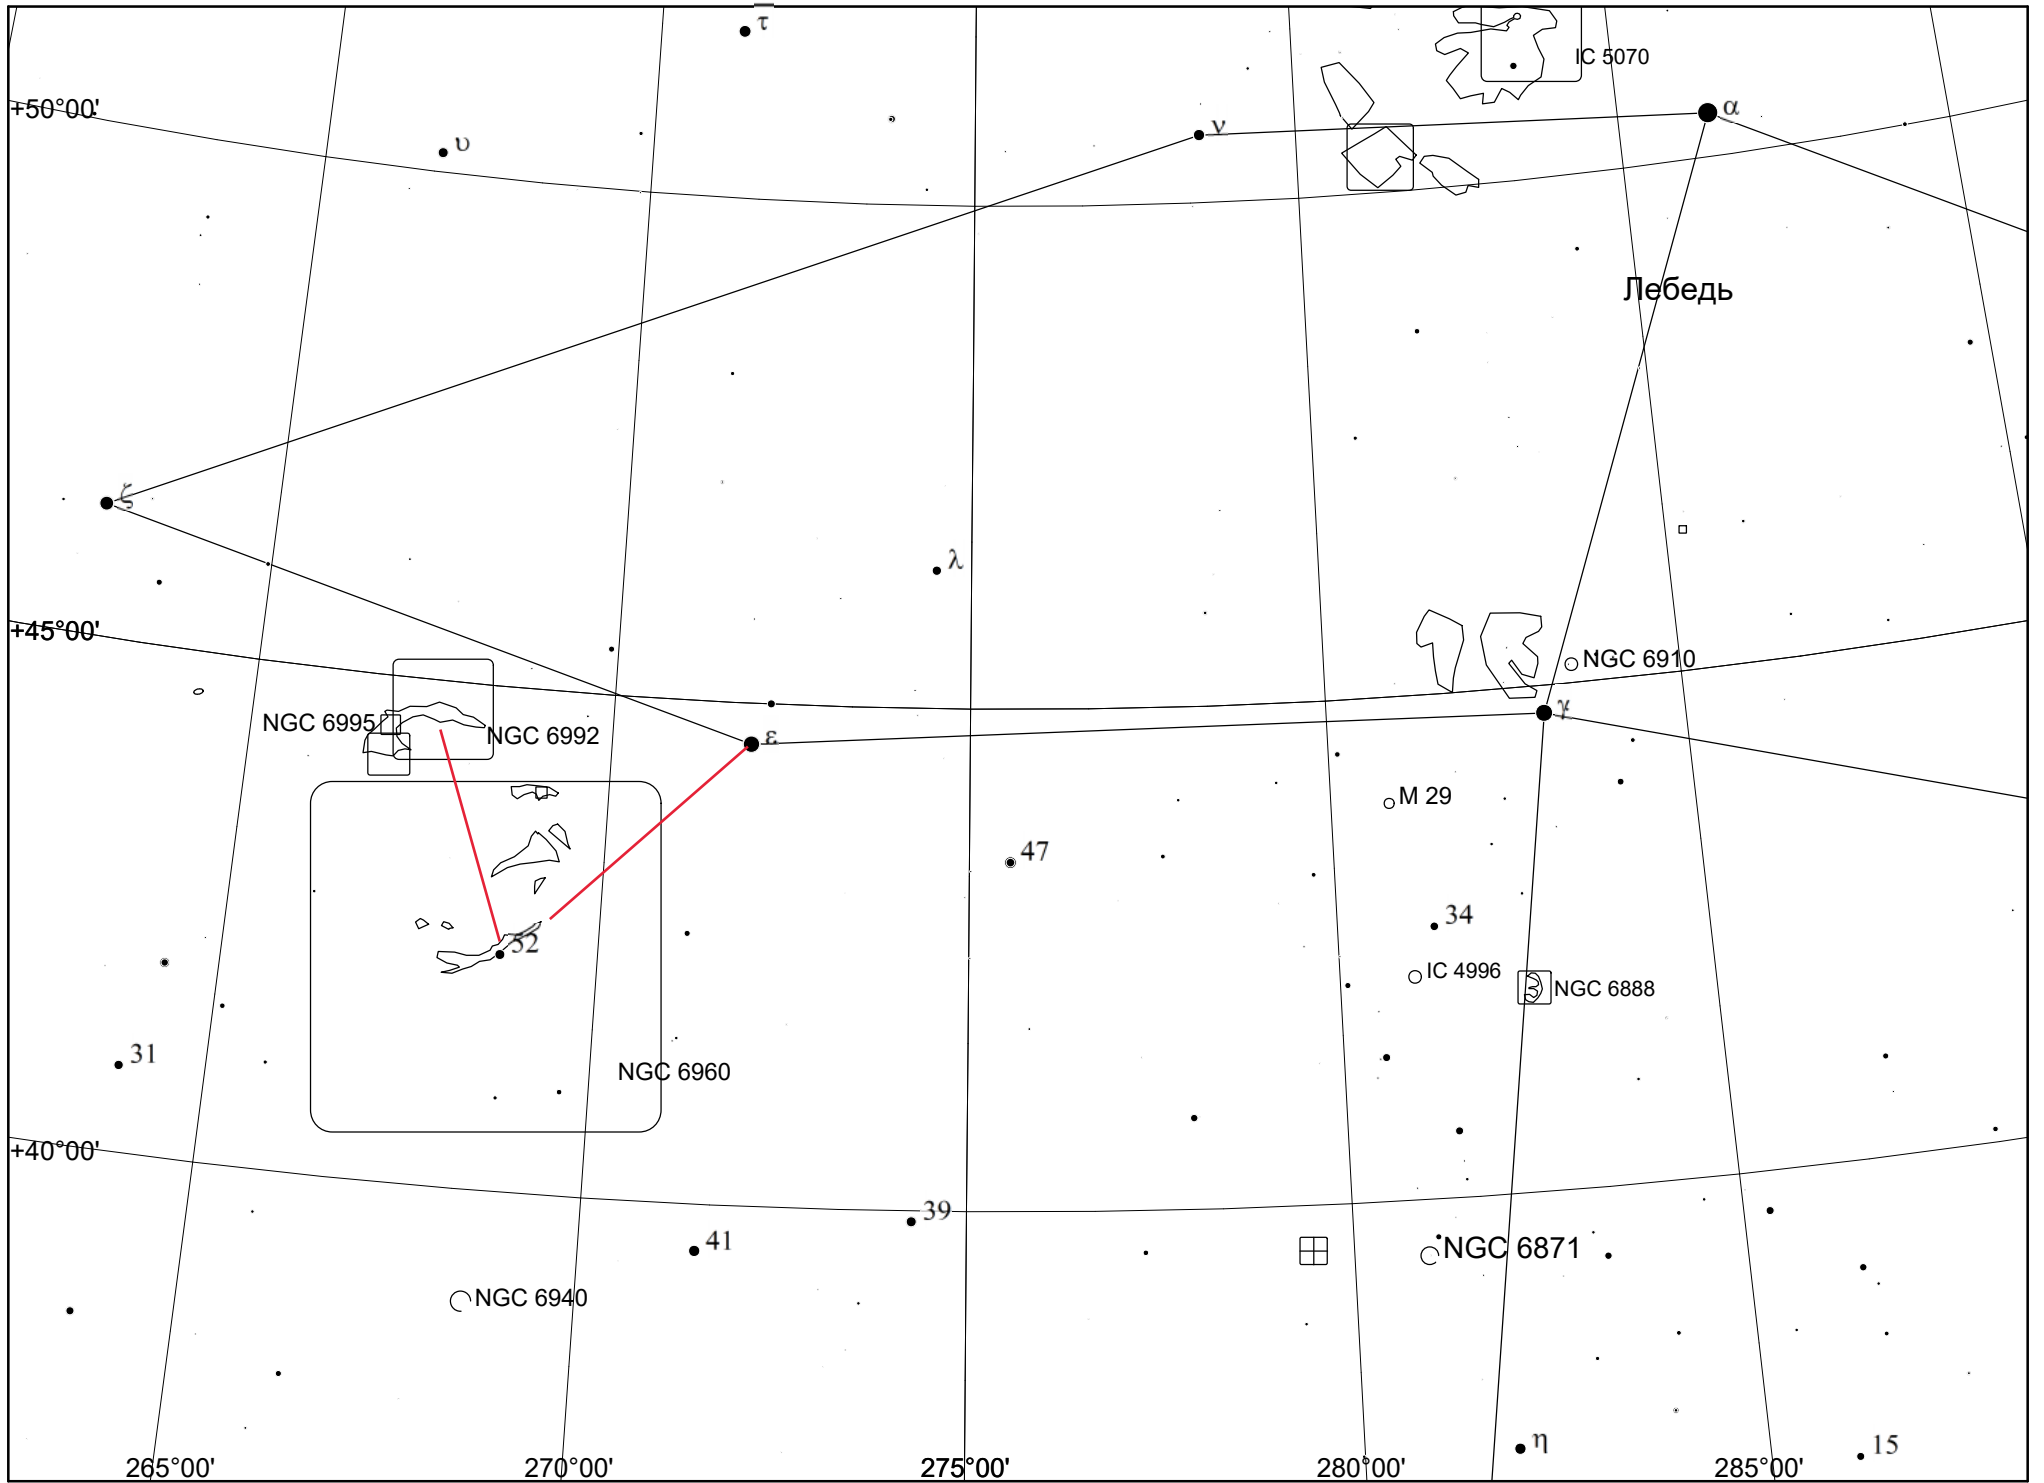 τ
IC 5070
+50°00'
α
ν
υ
Лебедь
ζ
λ
+45°00'
NGC 6910
γ
NGC 6995
NGC 6992
ε
M 29
47
34
52
IC 4996
NGC 6888
31
NGC 6960
+40°00'
39
41
NGC 6871
NGC 6940
η
15
265°00'
270°00'
275°00'
280°00'
285°00'